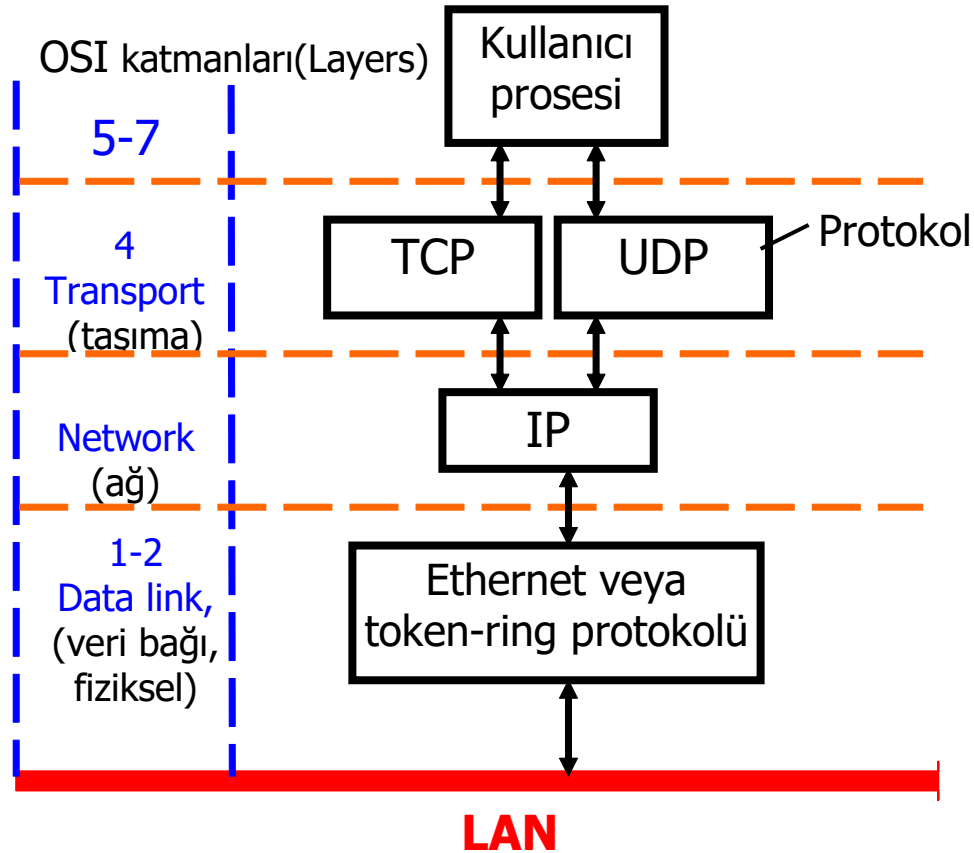 OSI katmanları(Layers)
Kullanıcı
prosesi
5-7
4
Transport
(taşıma)
TCP
UDP
Protokol
Network
(ağ)
IP
1-2
Data link,
(veri bağı,
fiziksel)
Ethernet veya
token-ring protokolü
LAN